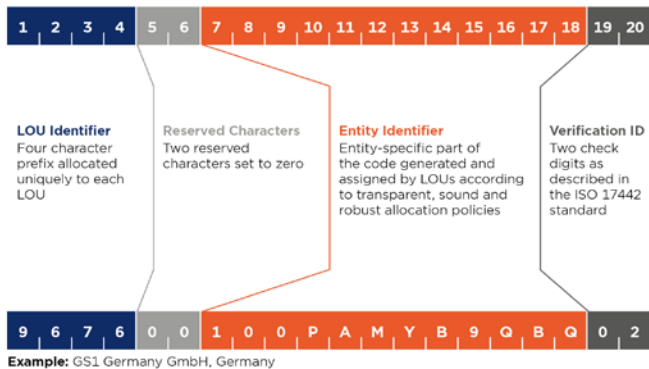 1 2 3 4 5 6 7 8 9 10 11 12 13 14 15 16 17 18 19 20
LOU Identifier
Four character
prefix allocated
uniquely to each
LOU
Reserved Characters
Two reserved
characters set to zero
Entity Identifier
Entity-specific part
of the code generated and
assigned by LOUs according
to transparent, sound and
robust allocation policies
Verification ID
Two check
digits as
described in
the ISO 17442
standard
9 6 7 6 0 0 1 0 0 P A M Y B 9 Q B Q 0 2
Example: GS1 Germany GmbH, Germany